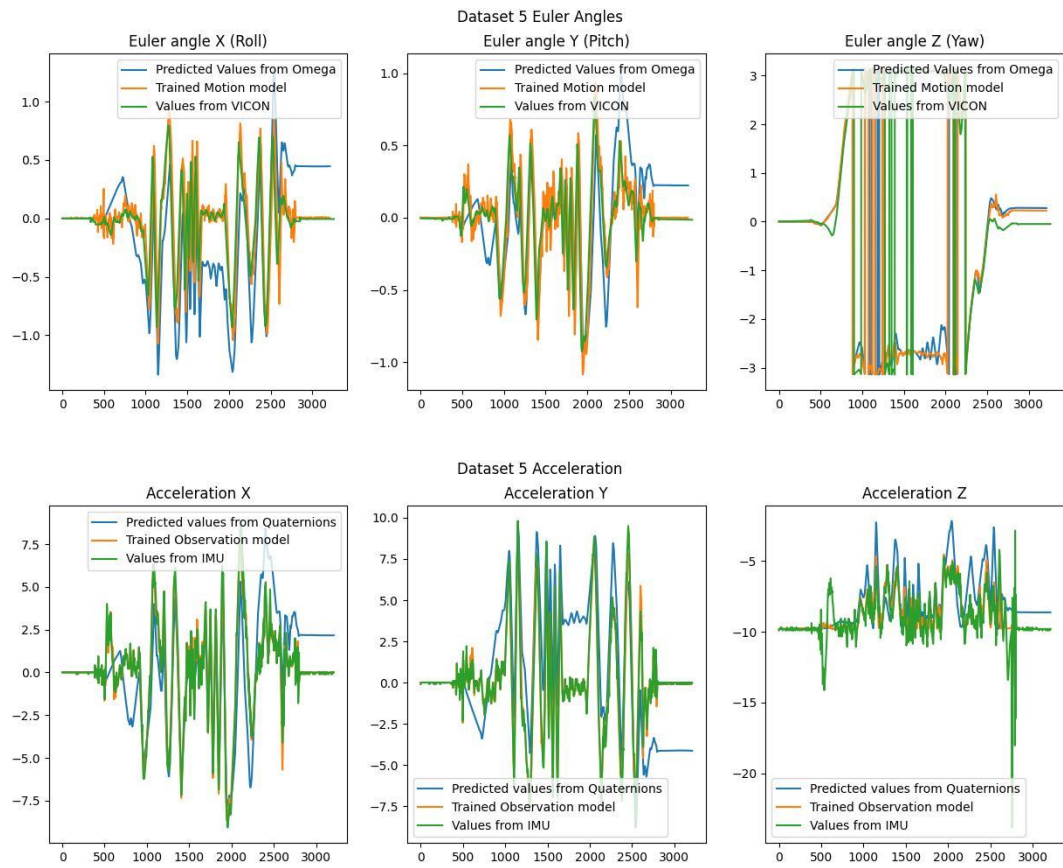 Dataset 5 Euler Angles
Euler angle X (Roll)
Predicted Values from Omega
Trained Motion model
Values from VICON
1.0
0.5
0.0
−0.5
−1.0
0 500 1000 1500 2000 2500 3000
Euler angle Y (Pitch)
Predicted Values from Omega
Trained Motion model
Values from VICON
1.0
0.5
0.0
−0.5
−1.0
0 500 1000 1500 2000 2500 3000
Euler angle Z (Yaw)
Predicted Values from Omega
Trained Motion model
Values from VICON
3
2
1
0
−1
−2
−3
0 500 1000 1500 2000 2500 3000
Dataset 5 Acceleration
Acceleration X
Predicted values from Quaternions
Trained Observation model
Values from IMU
7.5
5.0
2.5
0.0
−2.5
−5.0
−7.5
0 500 1000 1500 2000 2500 3000
Acceleration Y
10.0
7.5
5.0
2.5
0.0
−2.5
−5.0
−7.5
Predicted values from Quaternions
Trained Observation model
Values from IMU
0 500 1000 1500 2000 2500 3000
Acceleration Z
−5
−10
−15
−20
Predicted values from Quaternions
Trained Observation model
Values from IMU
0 500 1000 1500 2000 2500 3000